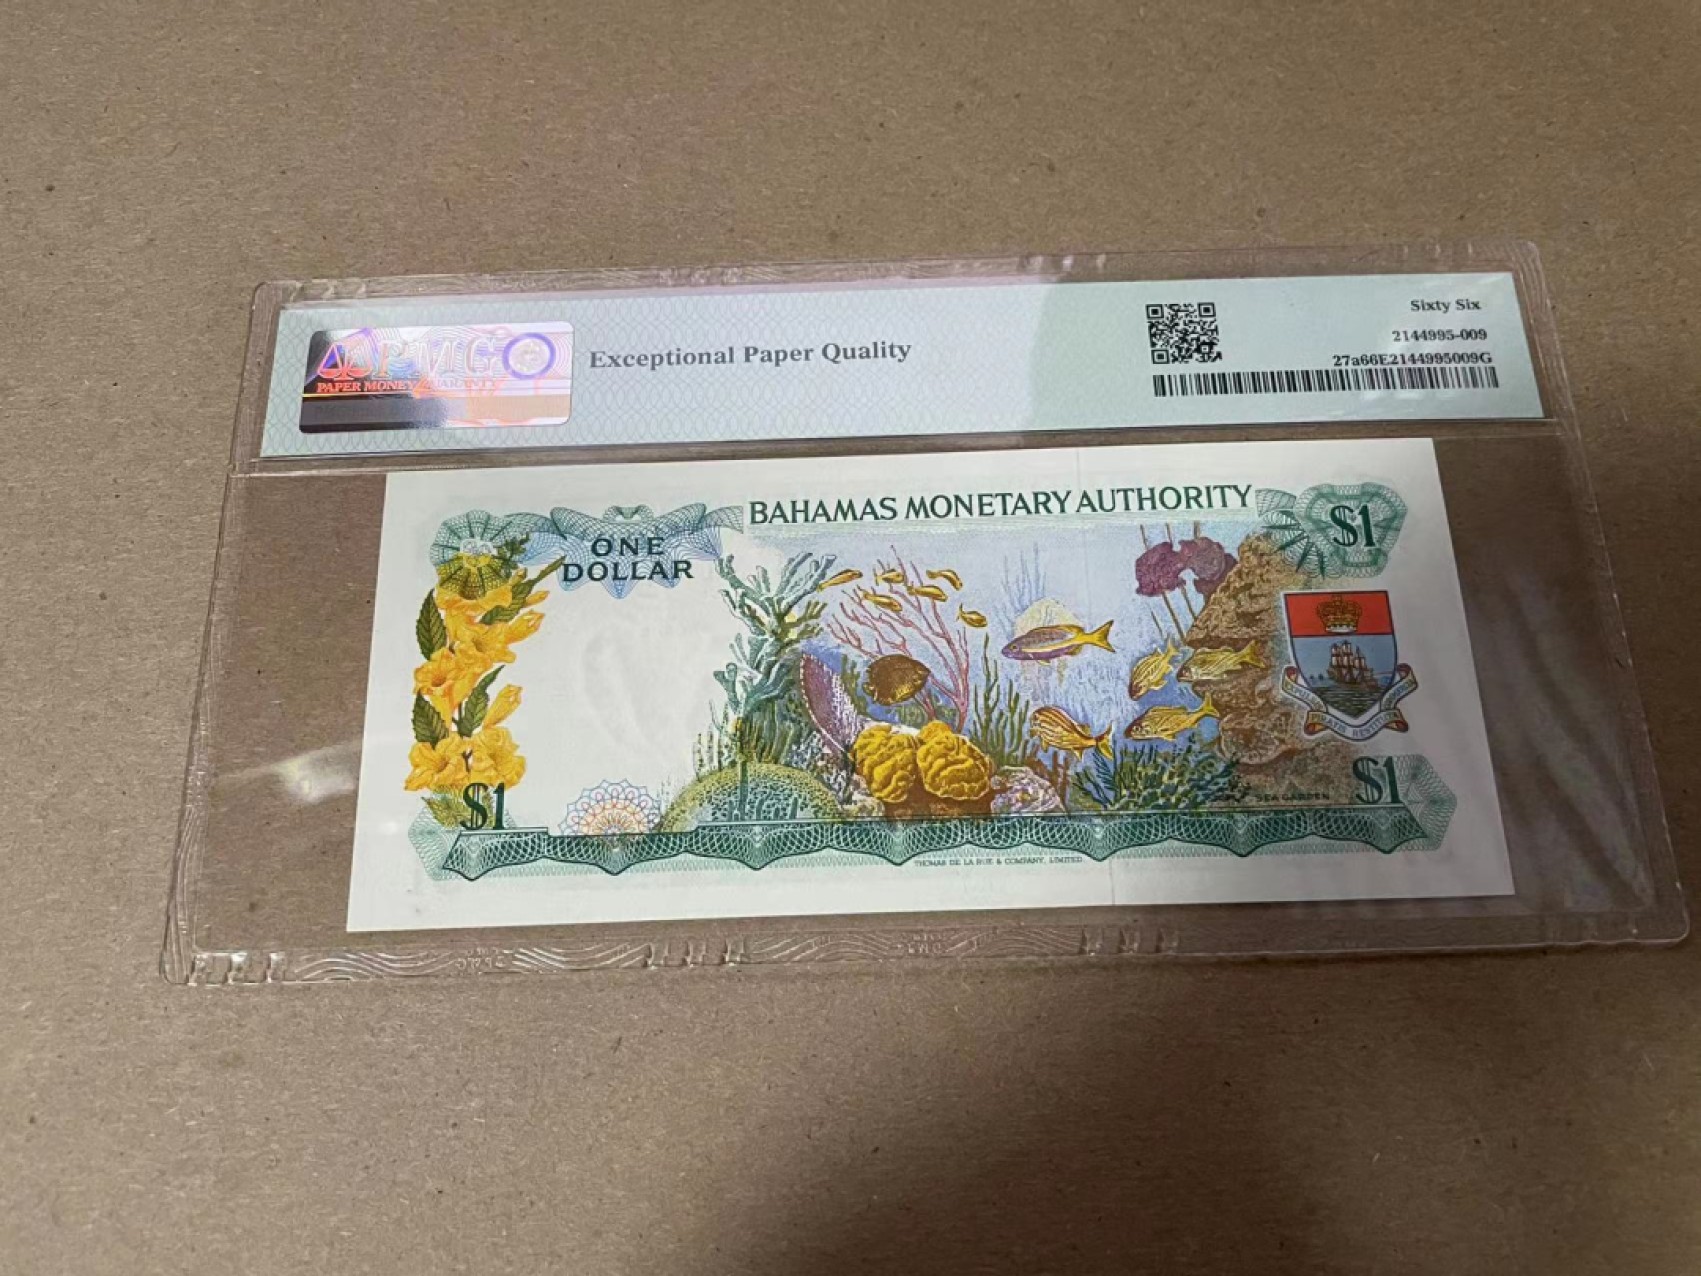 PMG
PAPER MONEY GUARANTY
Exceptional Paper Quality
Sixty Six
2144995-009
27a66E2144995009G
BAHAMAS MONETARY AUTHORITY
$1
ONE
DOLLAR
SEA GARDEN
$1
$1
THOMAS DE LA RUE & COMPANY, LIMITED